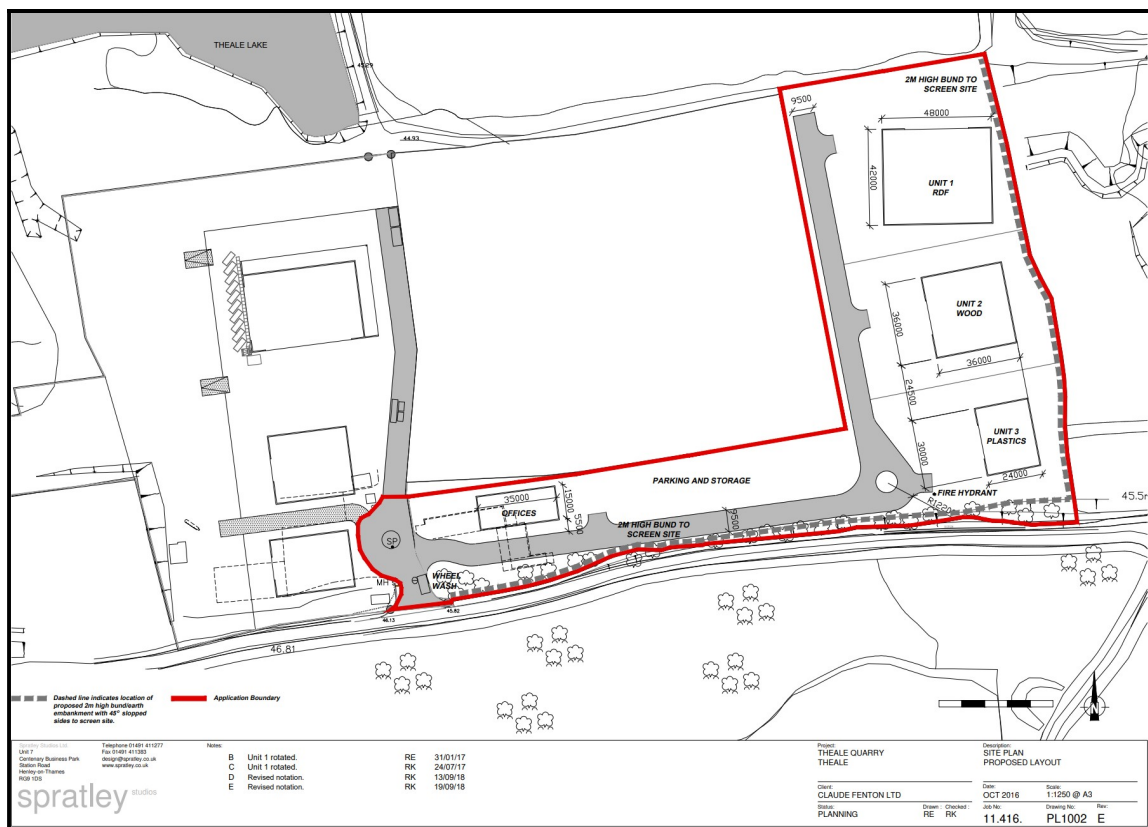 THEALE LAKE
45.29
44.93
2M HIGH BUND TO
SCREEN SITE
9500
48000
42000
UNIT 1
RDF
UNIT 2
WOOD
36000
36000
24500
UNIT 3
PLASTICS
30000
24000
PARKING AND STORAGE
FIRE HYDRANT
45.5
35000
OFFICES
15000
5500
9500
2M HIGH BUND TO
SCREEN SITE
SP
WHEEL
WASH
MH
45.82
46.13
46.81
N
Dashed line indicates location of
proposed 2m high bund/earth
embankment with 45° slopped
sides to screen site.
Application Boundary
Spratley Studios Ltd
Unit 7
Centenary Business Park
Station Road
Henley-on-Thames
RG9 1DS
Telephone 01491 411277
Fax 01491 411383
design@spratley.co.uk
www.spratley.co.uk
spratley studios
Notes:
B Unit 1 rotated. RE 31/01/17
C Unit 1 rotated. RK 24/07/17
D Revised notation. RK 13/09/18
E Revised notation. RK 19/09/18
Project:
THEALE QUARRY
THEALE
Description:
SITE PLAN
PROPOSED LAYOUT
Client:
CLAUDE FENTON LTD
Date:
OCT 2016
Scale:
1:1250 @ A3
Status:
PLANNING
Drawn : Checked :
RE RK
Job No:
11.416.
Drawing No:
PL1002
Rev:
E